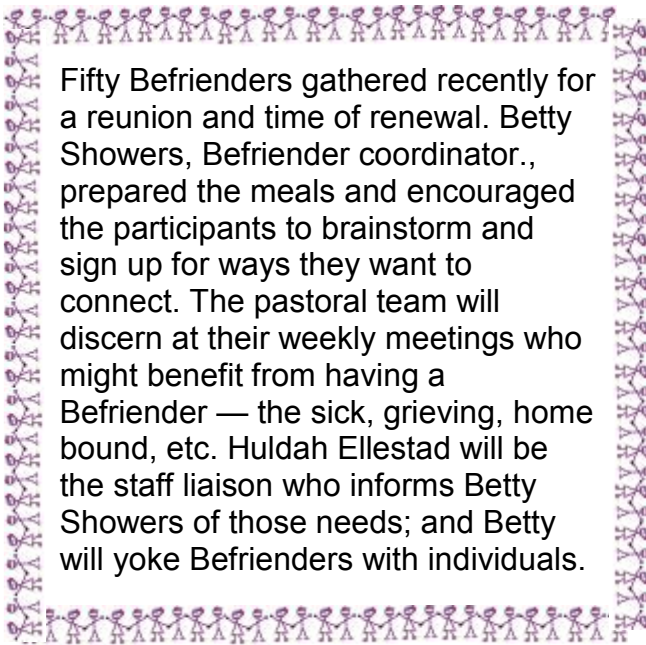 Fifty Befrienders gathered recently for
a reunion and time of renewal. Betty
Showers, Befriender coordinator.,
prepared the meals and encouraged
the participants to brainstorm and
sign up for ways they want to
connect. The pastoral team will
discern at their weekly meetings who
might benefit from having a
Befriender — the sick, grieving, home
bound, etc. Huldah Ellestad will be
the staff liaison who informs Betty
Showers of those needs; and Betty
will yoke Befrienders with individuals.